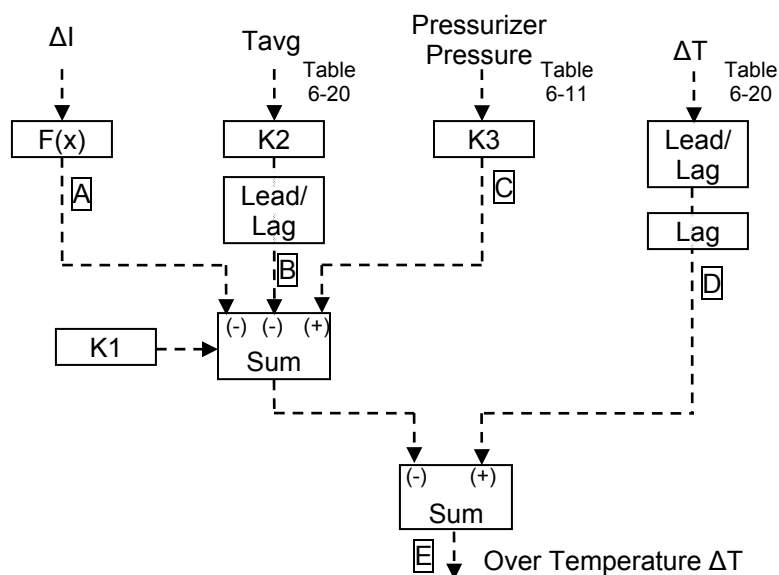 ΔI
Tavg
Table
6-20
Pressurizer
Pressure
Table
6-11
ΔT
Table
6-20
F(x)
K2
K3
Lead/
Lag
A
Lead/
Lag
C
Lag
B
D
(-) (-) (+)
K1
Sum
(-) (+)
Sum
E
Over Temperature ΔT